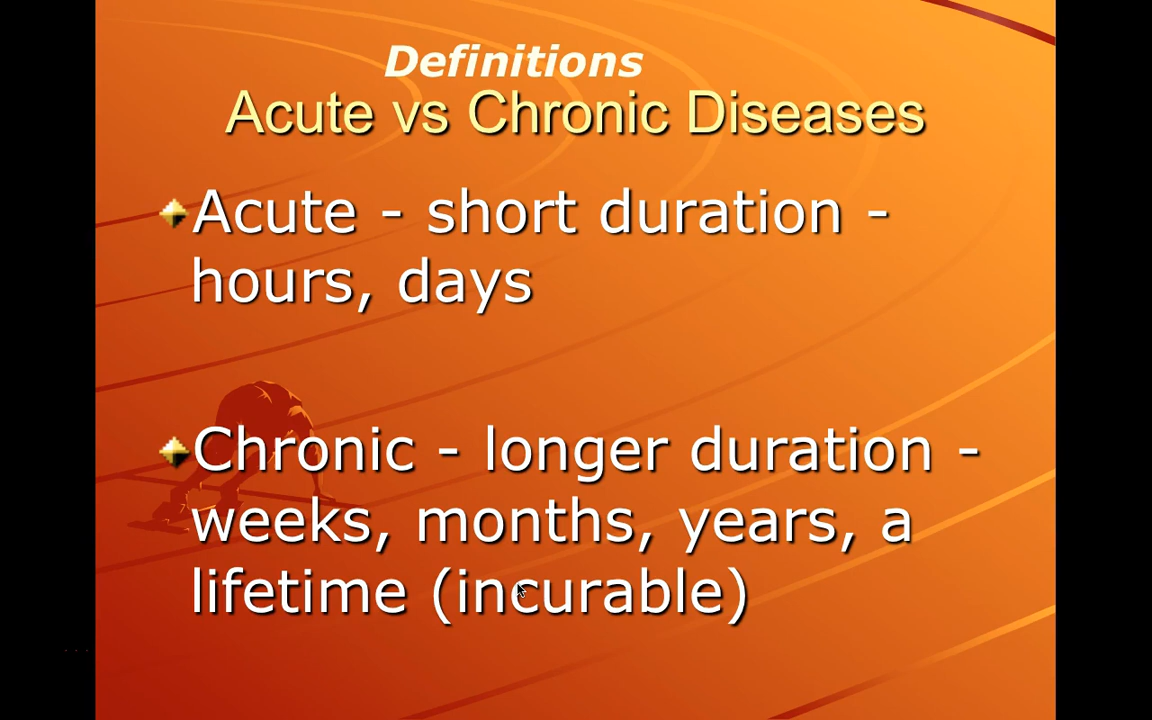 Definitions
Acute vs Chronic Diseases
Acute - short duration -
hours, days
Chronic - longer duration -
weeks, months, years, a
lifetime (incurable)